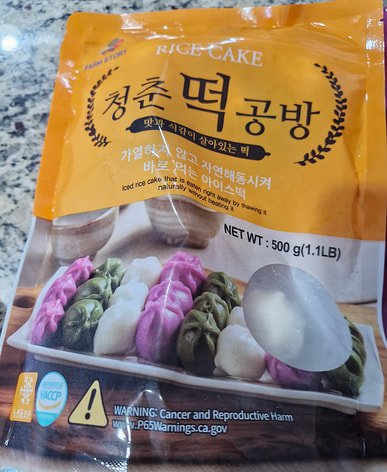 FARM STORY
RICE CAKE
청춘 떡 공방
맛과 식감이 살아있는 떡
가열하지 않고 자연해동시켜
바로 먹는 아이스떡
Iced rice cake that is eaten right away by thawing it
naturally without heating it
NET WT : 500 g(1.1LB)
HACCP
WARNING: Cancer and Reproductive Harm
www.P65Warnings.ca.gov